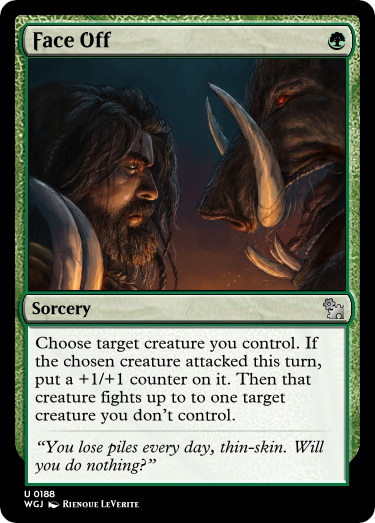 Face Off
Sorcery
Choose target creature you control. If
the chosen creature attacked this turn,
put a +1/+1 counter on it. Then that
creature fights up to to one target
creature you don’t control.
“You lose piles every day, thin-skin. Will
you do nothing?”
U 0188
WGJ Rienoue LeVerite